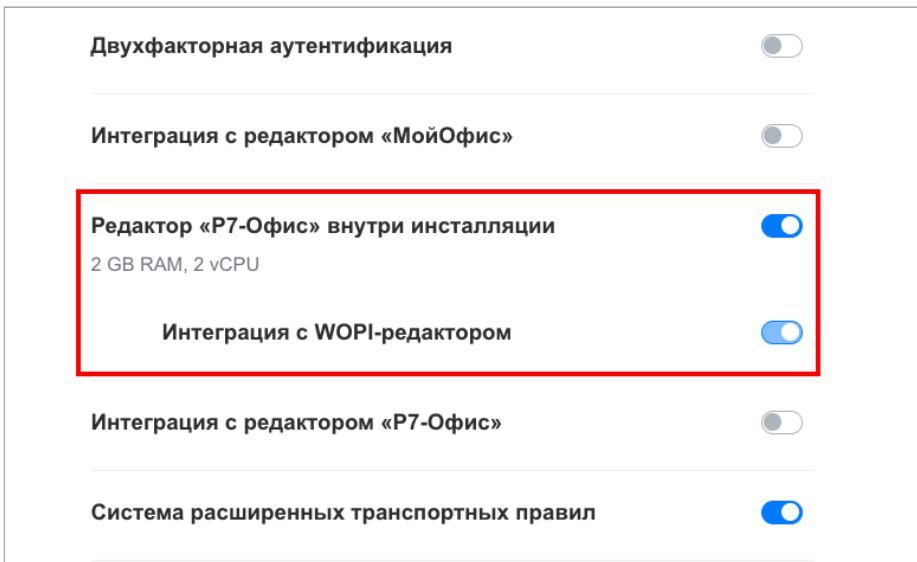 Двухфакторная аутентификация
Интеграция с редактором «МойОфис»
Редактор «Р7-Офис» внутри инсталляции
2 GB RAM, 2 vCPU
Интеграция с WOPI-редактором
Интеграция с редактором «Р7-Офис»
Система расширенных транспортных правил